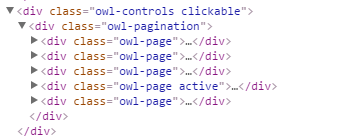 ▼<div class="owl-controls clickable">
▼<div class="owl-pagination">
▶<div class="owl-page">…</div>
▶<div class="owl-page">…</div>
▶<div class="owl-page">…</div>
▶<div class="owl-page active">…</div>
▶<div class="owl-page">…</div>
</div>
</div>